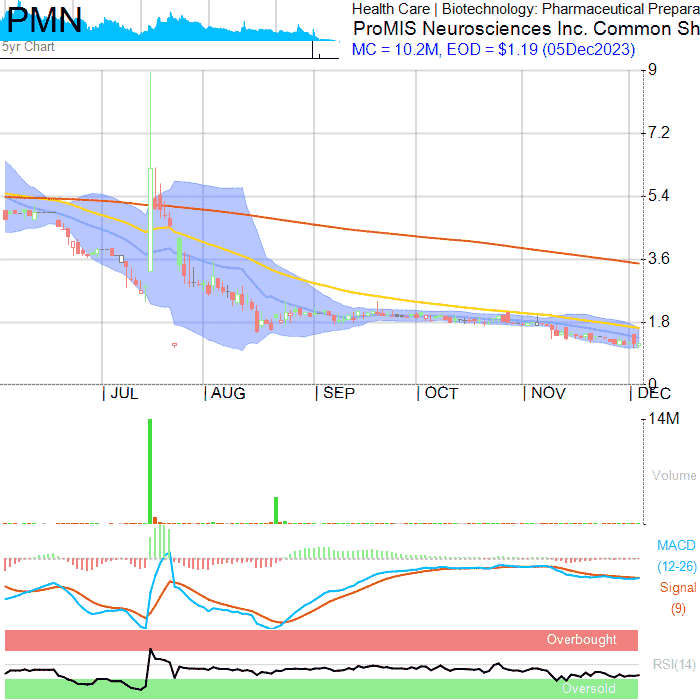 PMN
5yr Chart
Health Care | Biotechnology: Pharmaceutical Prepara
ProMIS Neurosciences Inc. Common Sh
MC = 10.2M, EOD = $1.19 (05Dec2023)
9
7.2
5.4
3.6
1.8
0
| JUL | AUG | SEP | OCT | NOV | DEC
14M
Volume
MACD
(12-26)
Signal
(9)
Overbought
RSI(14)
Oversold